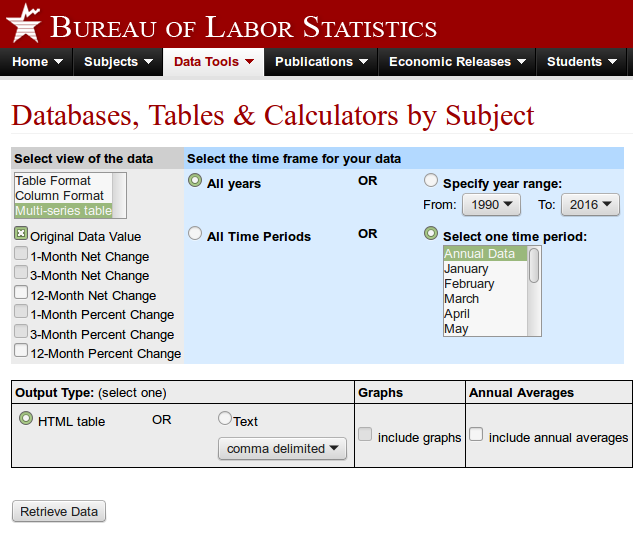 BUREAU OF LABOR STATISTICS
Home Subjects Data Tools Publications Economic Releases Students
Databases, Tables & Calculators by Subject
Select view of the data Select the time frame for your data
Table Format
Column Format
Multi-series table
All years OR Specify year range:
From: 1990 To: 2016
Original Data Value
1-Month Net Change
3-Month Net Change
12-Month Net Change
1-Month Percent Change
3-Month Percent Change
12-Month Percent Change
All Time Periods OR Select one time period:
Annual Data
January
February
March
April
May
Output Type: (select one) Graphs Annual Averages
HTML table OR Text
comma delimited
include graphs include annual averages
Retrieve Data